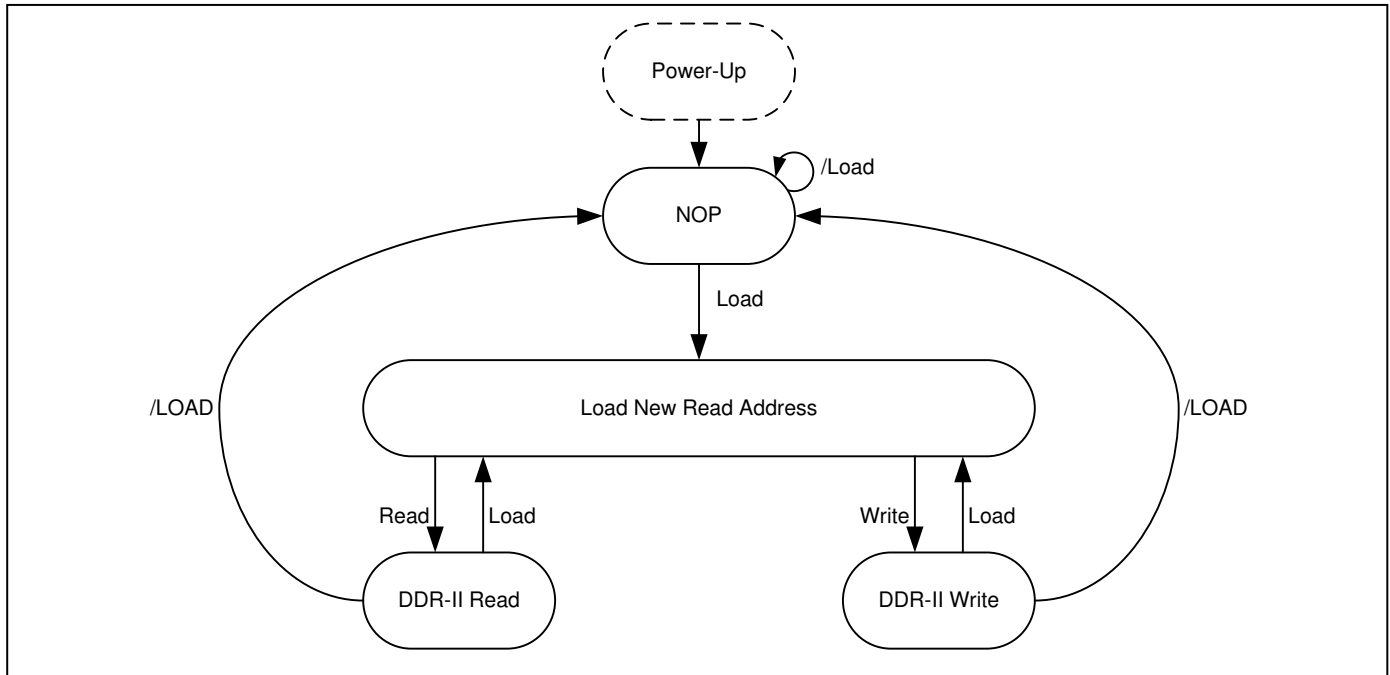 Power-Up
/Load
NOP
Load
Load New Read Address
/LOAD
/LOAD
Read
Load
Write
Load
DDR-II Read
DDR-II Write